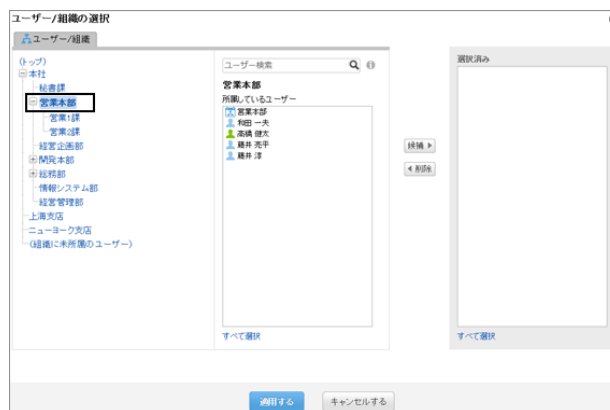 ユーザー/組織の選択
ユーザー/組織
(トップ)
本社
秘書課
営業本部
営業1課
営業2課
経営企画部
開発本部
総務部
情報システム部
経営管理部
上海支店
ニューヨーク支店
(組織に未所属のユーザー)
ユーザー検索
営業本部
所属しているユーザー
営業本部
和田 一夫
高橋 健太
藤井 亮平
藤井 洋
すべて選択
候補
削除
選択済み
すべて選択
適用する
キャンセルする